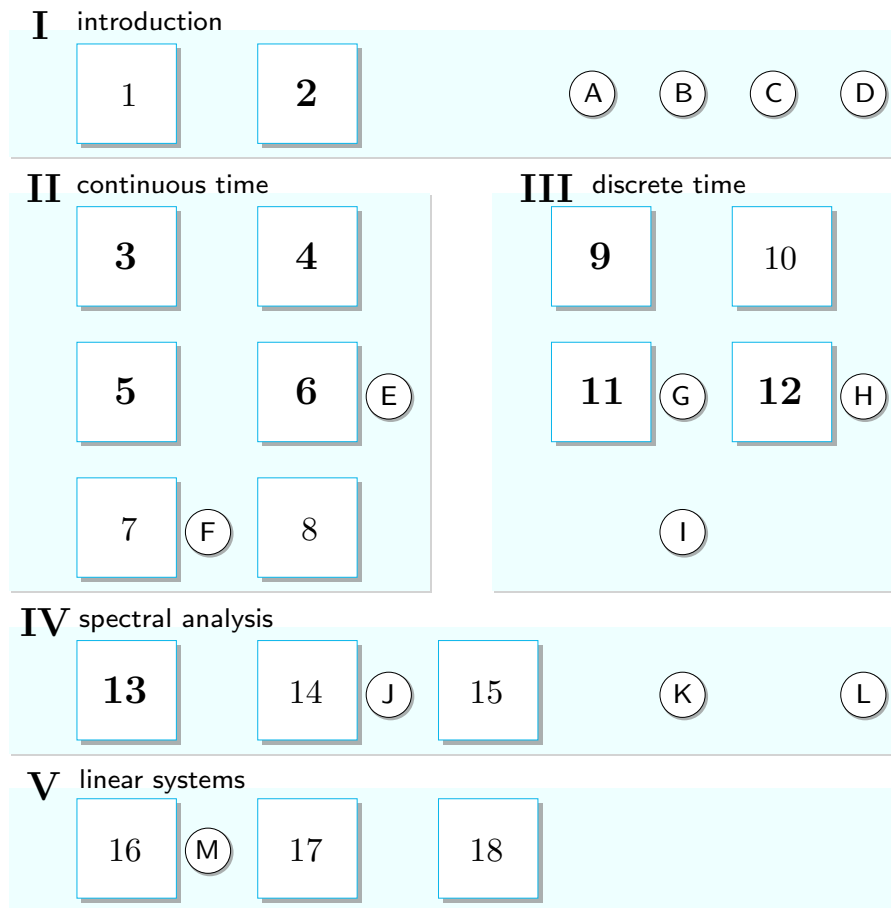 I introduction
1 2 A B C D
II continuous time
3 4
5 6 E
7 F 8
III discrete time
9 10
11 G 12 H
I
IV spectral analysis
13 14 J 15 K L
V linear systems
16 M 17 18